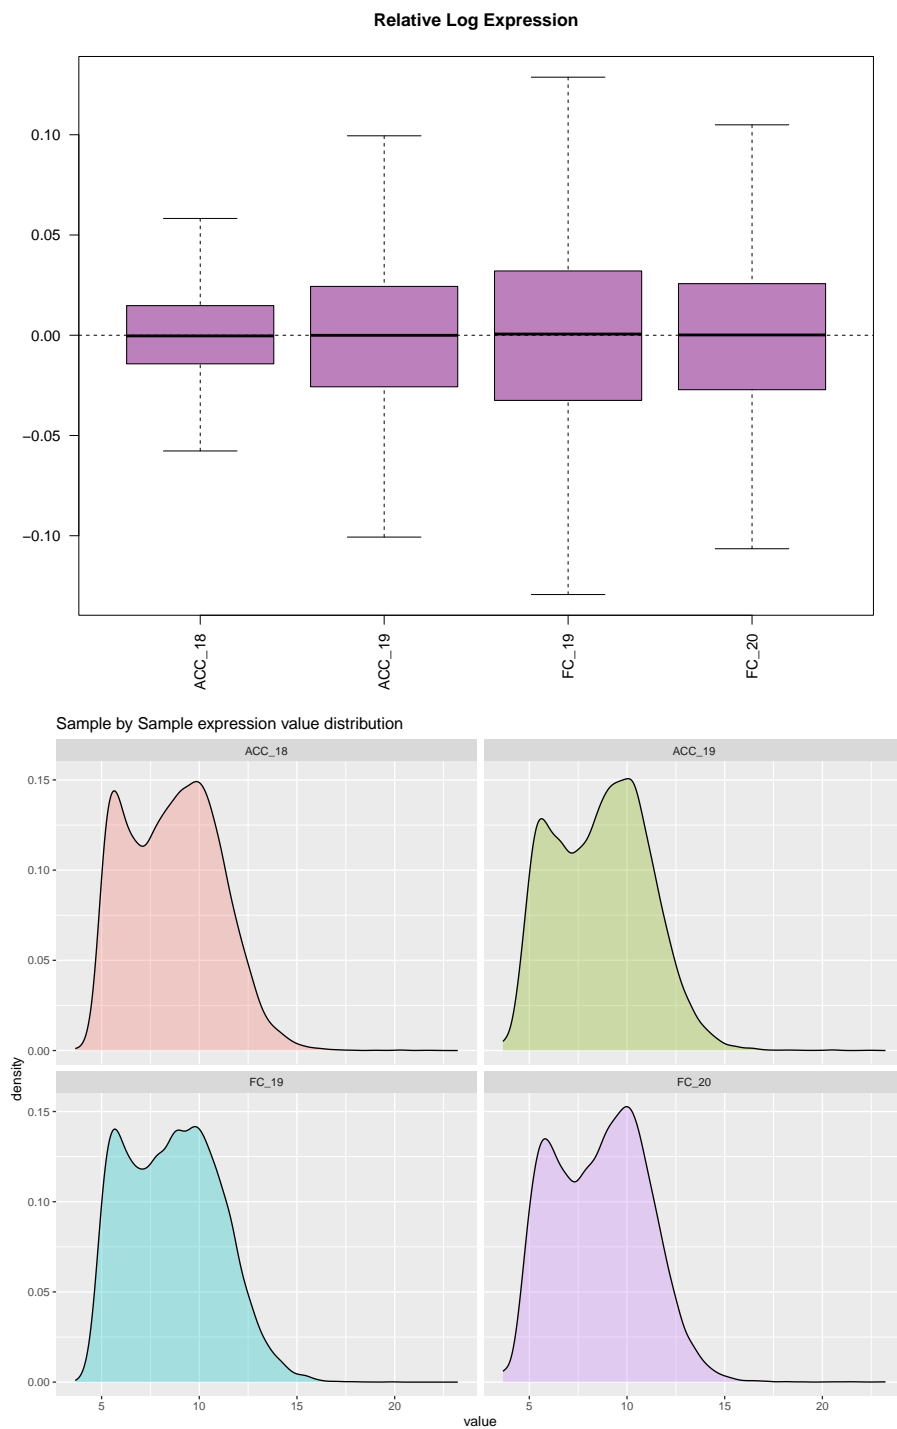 Relative Log Expression
0.10
0.05
0.00
−0.05
−0.10
ACC_18
ACC_19
FC_19
FC_20
Sample by Sample expression value distribution
ACC_18
ACC_19
0.15
0.10
0.05
0.00
density
FC_19
FC_20
0.15
0.10
0.05
0.00
5 10 15 20 5 10 15 20
value